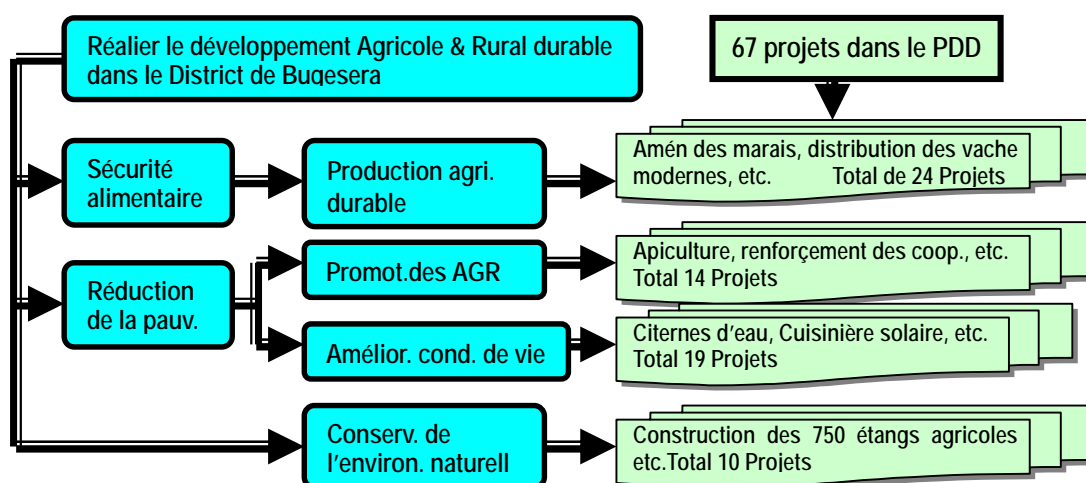 Réalier le développement Agricole & Rural durable
dans le District de Bugesera
67 projets dans le PDD
Sécurité
alimentaire
Production agri.
durable
Amén des marais, distribution des vache
modernes, etc. Total de 24 Projets
Réduction
de la pauv.
Promot.des AGR
Apiculture, renforçement des coop., etc.
Total 14 Projets
Amélior. cond. de vie
Citernes d'eau, Cuisinière solaire, etc.
Total 19 Projets
Conserv. de
l'environ. naturell
Construction des 750 étangs agricoles
etc.Total 10 Projets